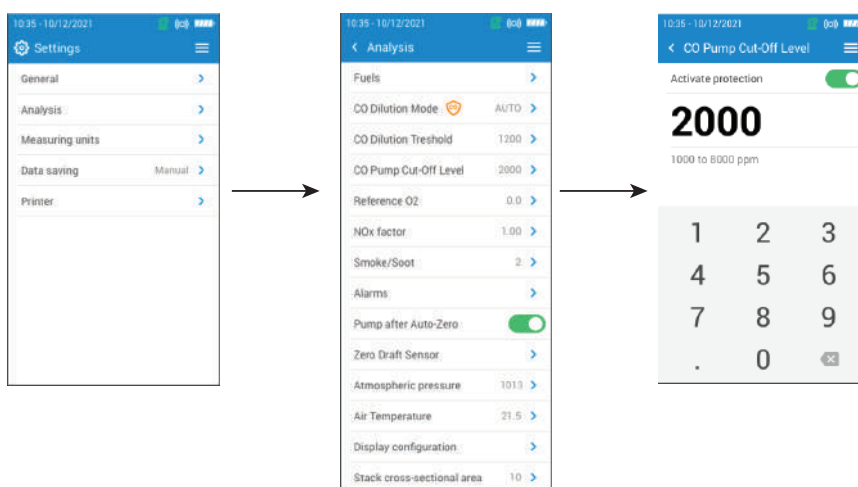 10:35 - 10/12/2021
Settings
General
Analysis
Measuring units
Data saving Manual
Printer
10:35 - 10/12/2021
Analysis
Fuels
CO Dilution Mode AUTO
CO Dilution Treshold 1200
CO Pump Cut-Off Level 2000
Reference O2 0.0
NOx factor 1.00
Smoke/Soot 2
Alarms
Pump after Auto-Zero
Zero Draft Sensor
Atmospheric pressure 1013
Air Temperature 21.5
Display configuration
Stack cross-sectional area 10
10:35 - 10/12/2021
CO Pump Cut-Off Level
Activate protection
2000
1000 to 8000 ppm
1 2 3
4 5 6
7 8 9
. 0